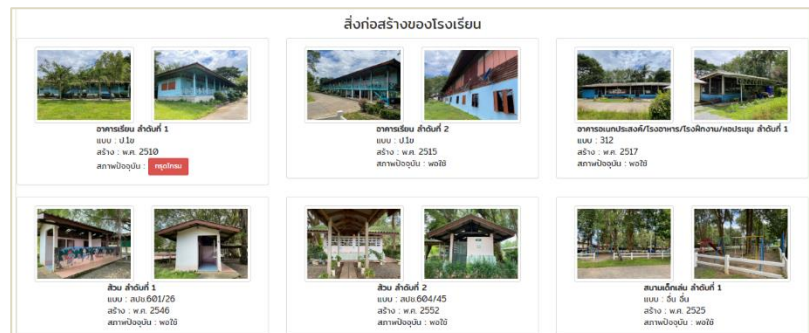 สิ่งก่อสร้างของโรงเรียน
อาคารเรียน ลำดับที่ 1
แบบ : ป.1ข
สร้าง : พ.ศ. 2510
สภาพปัจจุบัน : ทรุดโทรม
อาคารเรียน ลำดับที่ 2
แบบ : ป.1ข
สร้าง : พ.ศ. 2515
สภาพปัจจุบัน : พอใช้
อาคารอเนกประสงค์/โรงอาหาร/โรงฝึกงาน/หอประชุม ลำดับที่ 1
แบบ : 312
สร้าง : พ.ศ. 2517
สภาพปัจจุบัน : พอใช้
ส้วม ลำดับที่ 1
แบบ : สปช.601/26
สร้าง : พ.ศ. 2546
สภาพปัจจุบัน : พอใช้
ส้วม ลำดับที่ 2
แบบ : สปช.604/45
สร้าง : พ.ศ. 2552
สภาพปัจจุบัน : พอใช้
สนามเด็กเล่น ลำดับที่ 1
แบบ : อื่น อื่น
สร้าง : พ.ศ. 2525
สภาพปัจจุบัน : พอใช้